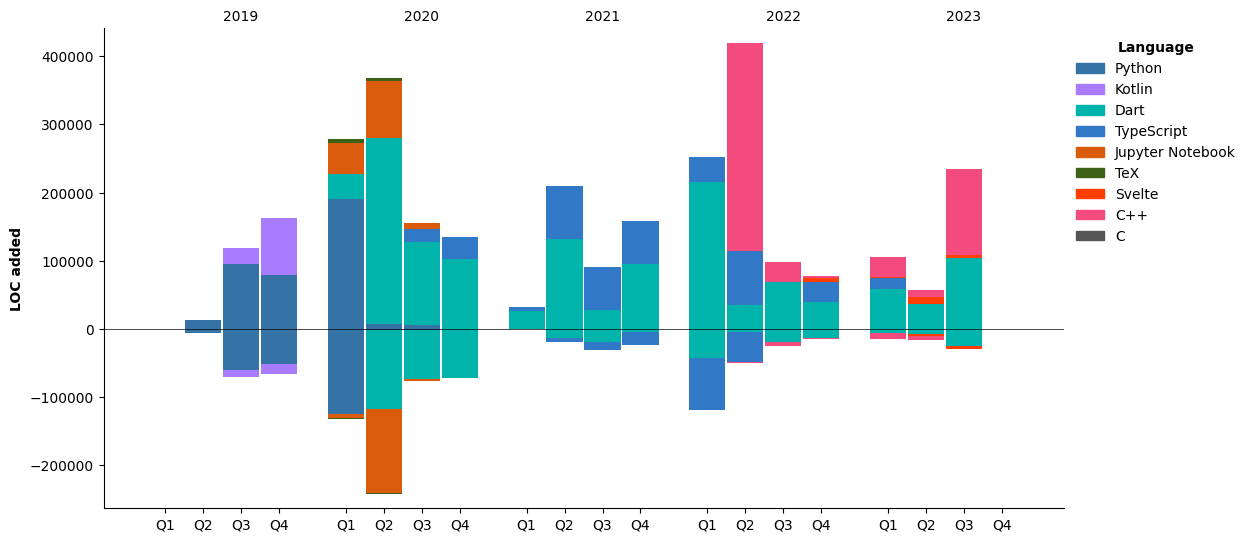 2019 2020 2021 2022 2023
LOC added
400000
300000
200000
100000
0
−100000
−200000
Q1 Q2 Q3 Q4 Q1 Q2 Q3 Q4 Q1 Q2 Q3 Q4 Q1 Q2 Q3 Q4 Q1 Q2 Q3 Q4
Language
Python
Kotlin
Dart
TypeScript
Jupyter Notebook
TeX
Svelte
C++
C